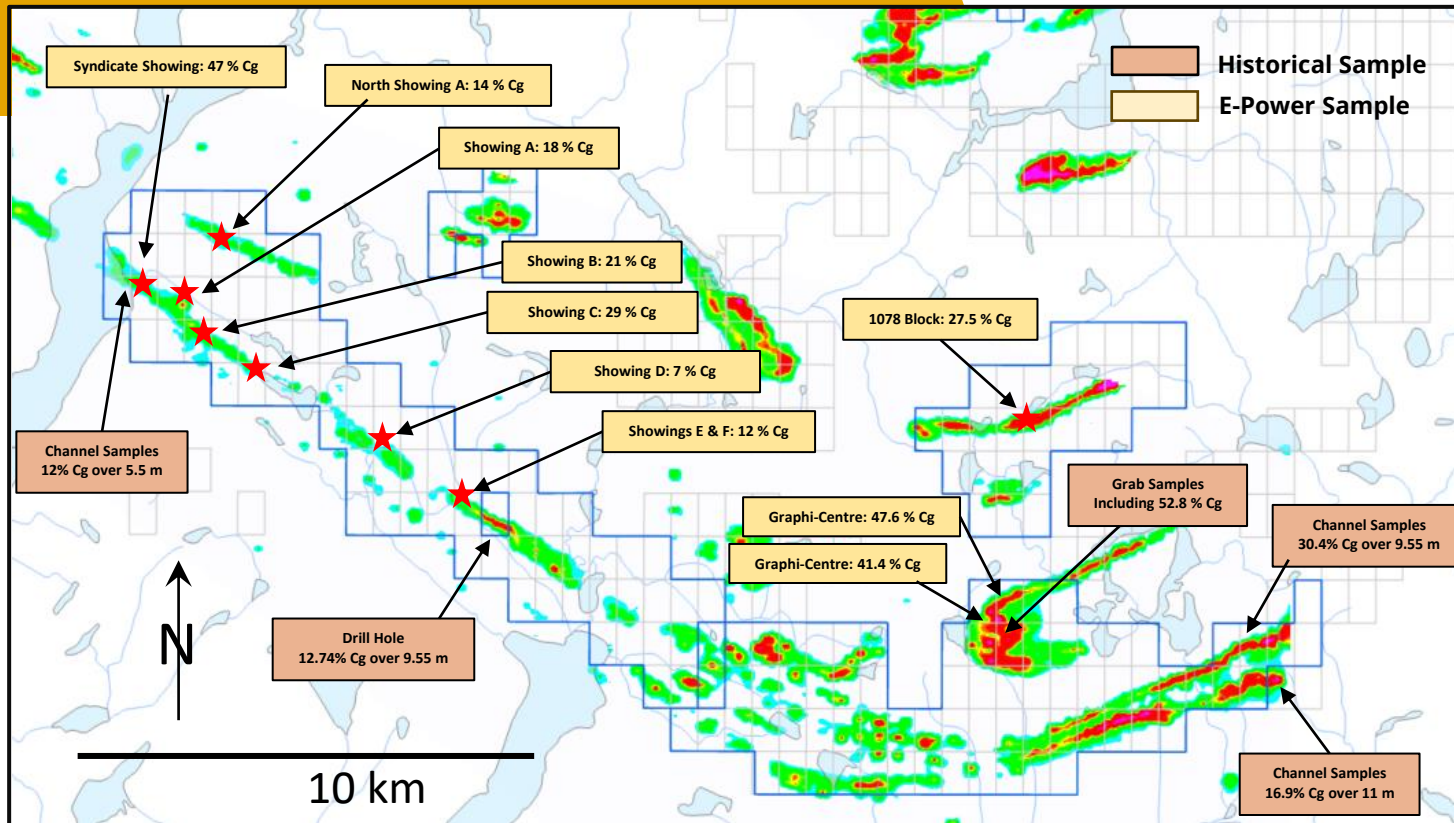 Syndicate Showing: 47 % Cg
North Showing A: 14 % Cg
Historical Sample
E-Power Sample
Showing A: 18 % Cg
Showing B: 21 % Cg
Showing C: 29 % Cg
1078 Block: 27.5 % Cg
Showing D: 7 % Cg
Showings E & F: 12 % Cg
Channel Samples
12% Cg over 5.5 m
Grab Samples
Including 52.8 % Cg
Graphi-Centre: 47.6 % Cg
Channel Samples
30.4% Cg over 9.55 m
Graphi-Centre: 41.4 % Cg
N
Drill Hole
12.74% Cg over 9.55 m
10 km
Channel Samples
16.9% Cg over 11 m